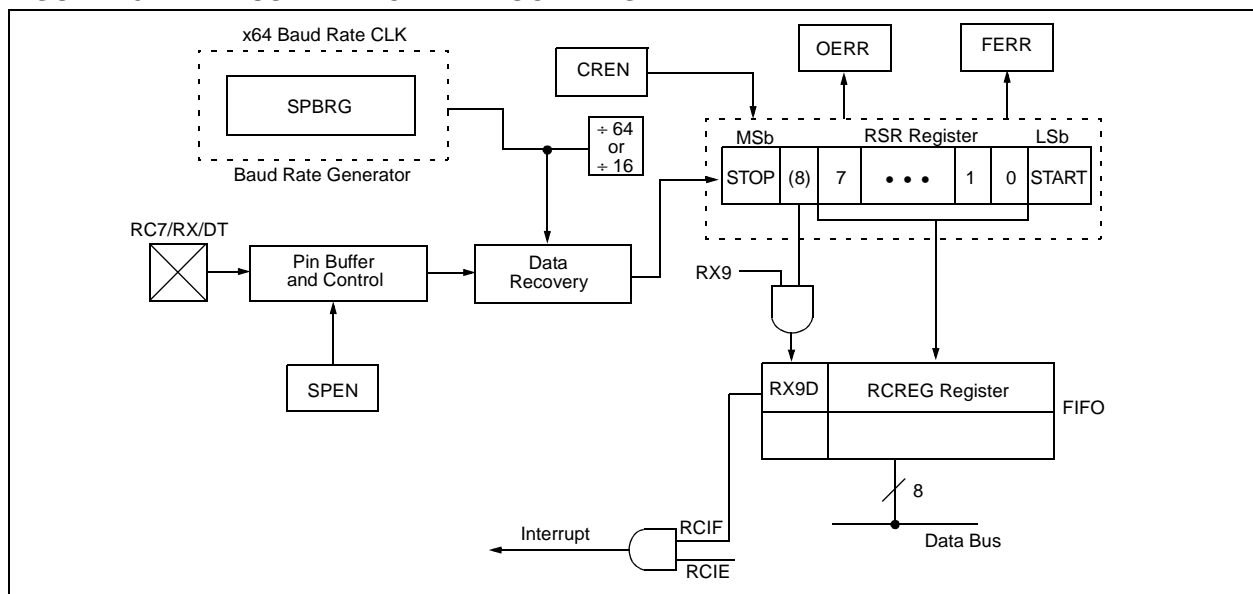 x64 Baud Rate CLK
SPBRG
Baud Rate Generator
CREN
OERR
FERR
÷ 64
or
÷ 16
MSb
RSR Register
LSb
STOP
(8)
7
• • •
1
0
START
RC7/RX/DT
Pin Buffer
and Control
Data
Recovery
RX9
SPEN
RX9D
RCREG Register
FIFO
8
Interrupt
RCIF
RCIE
Data Bus